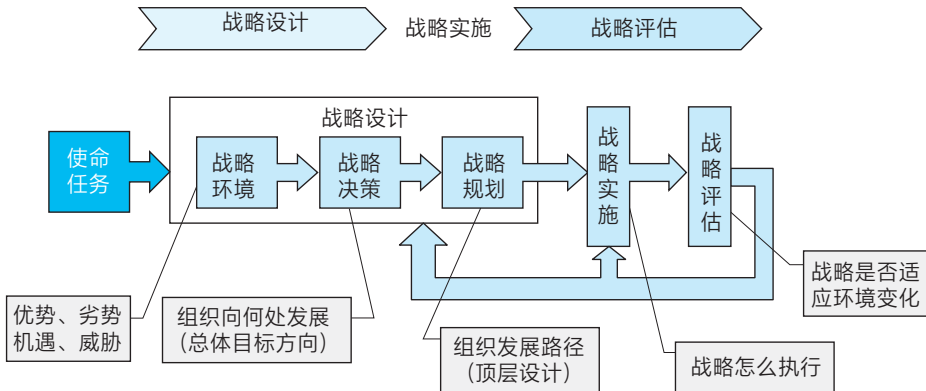 战略设计
战略实施
战略评估
战略设计
使命
任务
战略
环境
战略
决策
战略
规划
战略实施
战略评估
优势、劣势
机遇、威胁
组织向何处发展
（总体目标方向）
组织发展路径
（顶层设计）
战略怎么执行
战略是否适
应环境变化